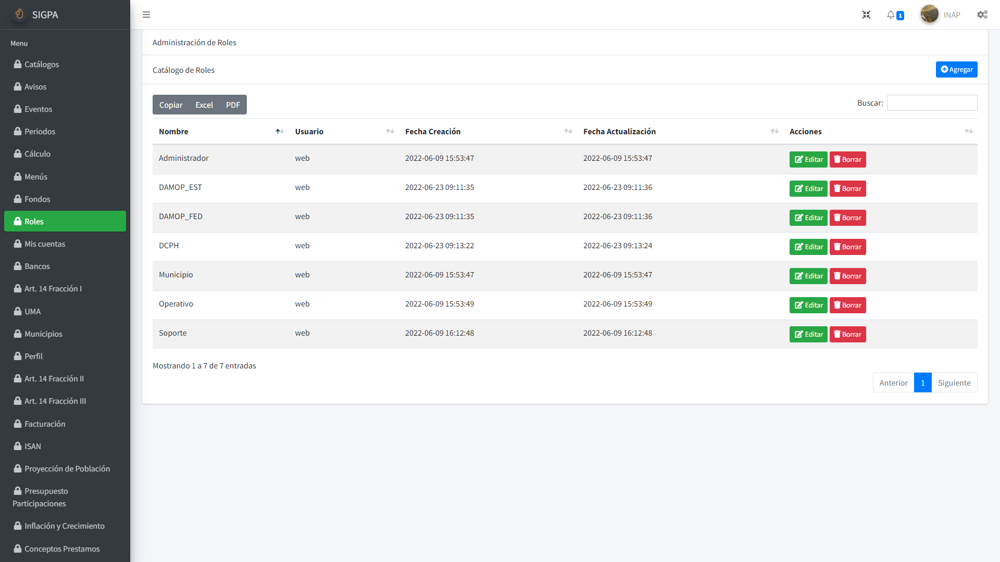 SIGPA
1
INAP
Menu
Catálogos
Avisos
Eventos
Periodos
Cálculo
Menús
Fondos
Roles
Mis cuentas
Bancos
Art. 14 Fracción I
UMA
Municipios
Perfil
Art. 14 Fracción II
Art. 14 Fracción III
Facturación
ISAN
Proyección de Población
Presupuesto
Participaciones
Inflación y Crecimiento
Conceptos Prestamos
Administración de Roles
Catálogo de Roles
Agregar
Copiar Excel PDF
Buscar:
Nombre Usuario Fecha Creación Fecha Actualización Acciones
Administrador web 2022-06-09 15:53:47 2022-06-09 15:53:47 Editar Borrar
DAMOP_EST web 2022-06-23 09:11:35 2022-06-23 09:11:36 Editar Borrar
DAMOP_FED web 2022-06-23 09:11:35 2022-06-23 09:11:36 Editar Borrar
DCPH web 2022-06-23 09:13:22 2022-06-23 09:13:24 Editar Borrar
Municipio web 2022-06-09 15:53:47 2022-06-09 15:53:47 Editar Borrar
Operativo web 2022-06-09 15:53:49 2022-06-09 15:53:49 Editar Borrar
Soporte web 2022-06-09 16:12:48 2022-06-09 16:12:48 Editar Borrar
Mostrando 1 a 7 de 7 entradas
Anterior 1 Siguiente